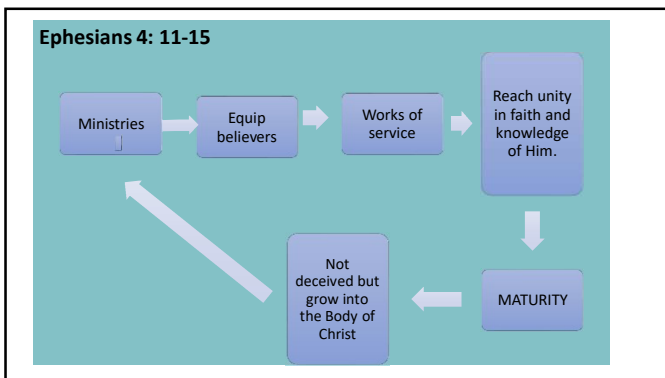 Ephesians 4: 11-15
Ministries
Equip
believers
Works of
service
Reach unity
in faith and
knowledge
of Him.
MATURITY
Not
deceived but
grow into
the Body of
Christ